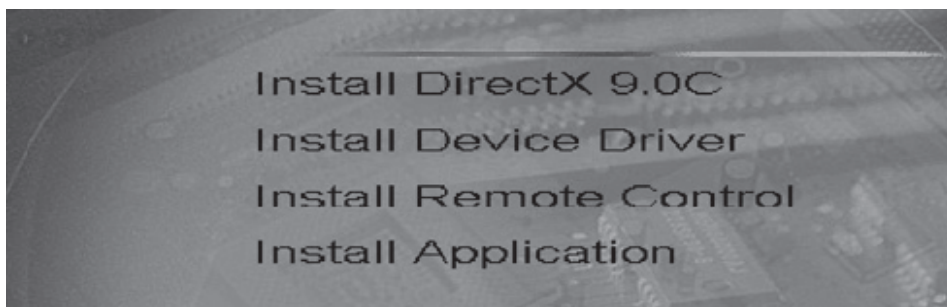 Install DirectX 9.0C
Install Device Driver
Install Remote Control
Install Application